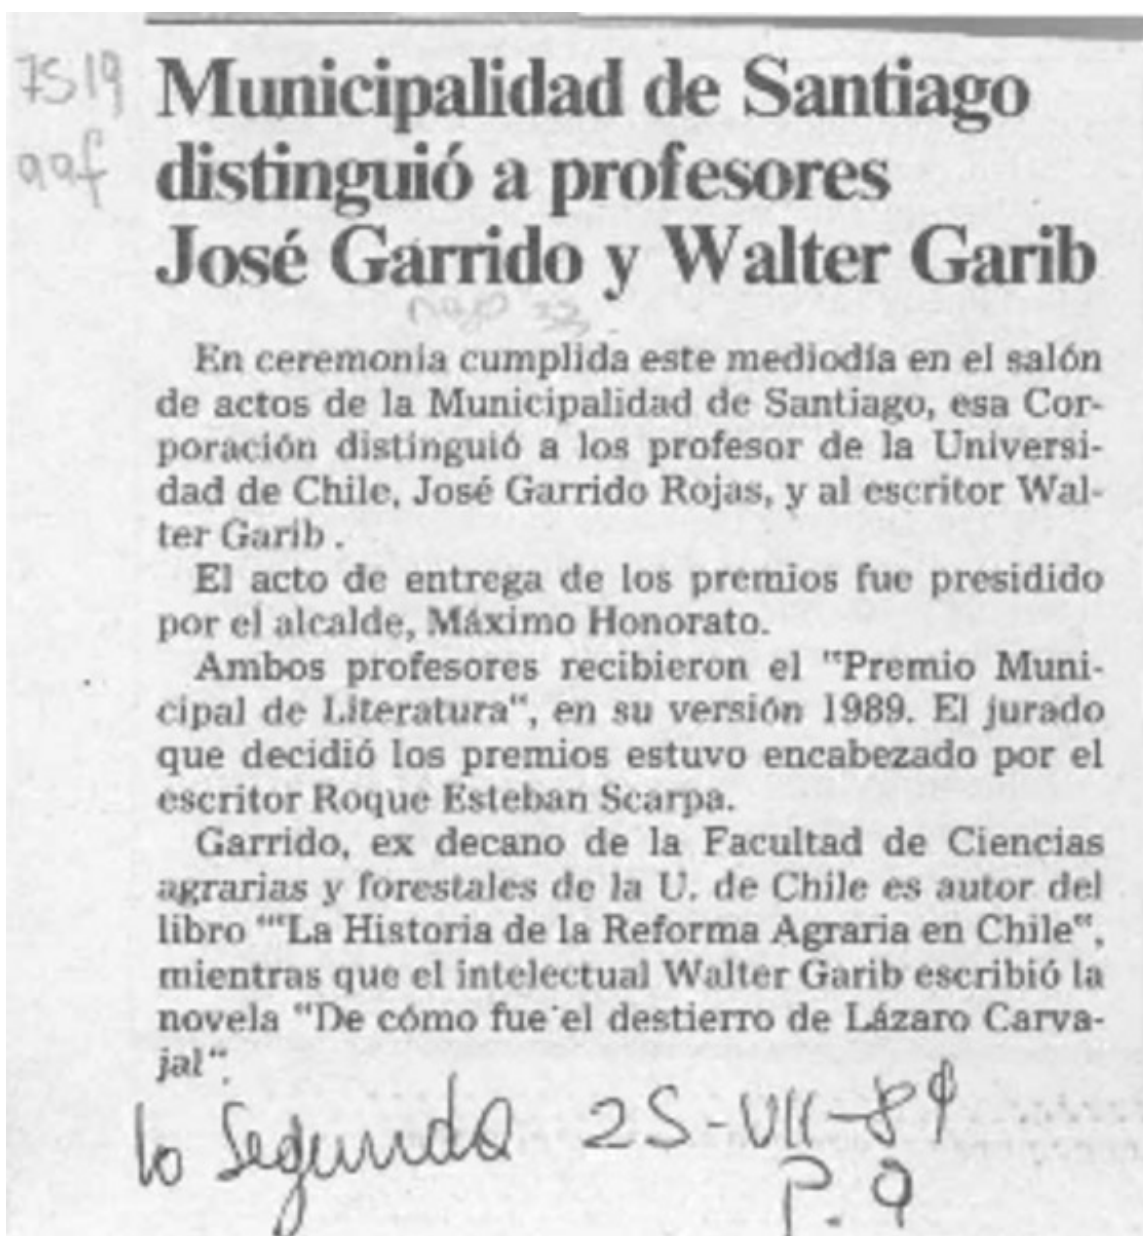 7519
aaf
Municipalidad de Santiago
distinguió a profesores
José Garrido y Walter Garib
En ceremonia cumplida este mediodía en el salón
de actos de la Municipalidad de Santiago, esa Cor-
poración distinguió a los profesor de la Universi-
dad de Chile, José Garrido Rojas, y al escritor Wal-
ter Garib .
El acto de entrega de los premios fue presidido
por el alcalde, Máximo Honorato.
Ambos profesores recibieron el "Premio Muni-
cipal de Literatura", en su versión 1989. El jurado
que decidió los premios estuvo encabezado por el
escritor Roque Esteban Scarpa.
Garrido, ex decano de la Facultad de Ciencias
agrarias y forestales de la U. de Chile es autor del
libro "'La Historia de la Reforma Agraria en Chile",
mientras que el intelectual Walter Garib escribió la
novela "De cómo fue el destierro de Lázaro Carva-
jal".
la Segunda 25-VII-89
P. 9